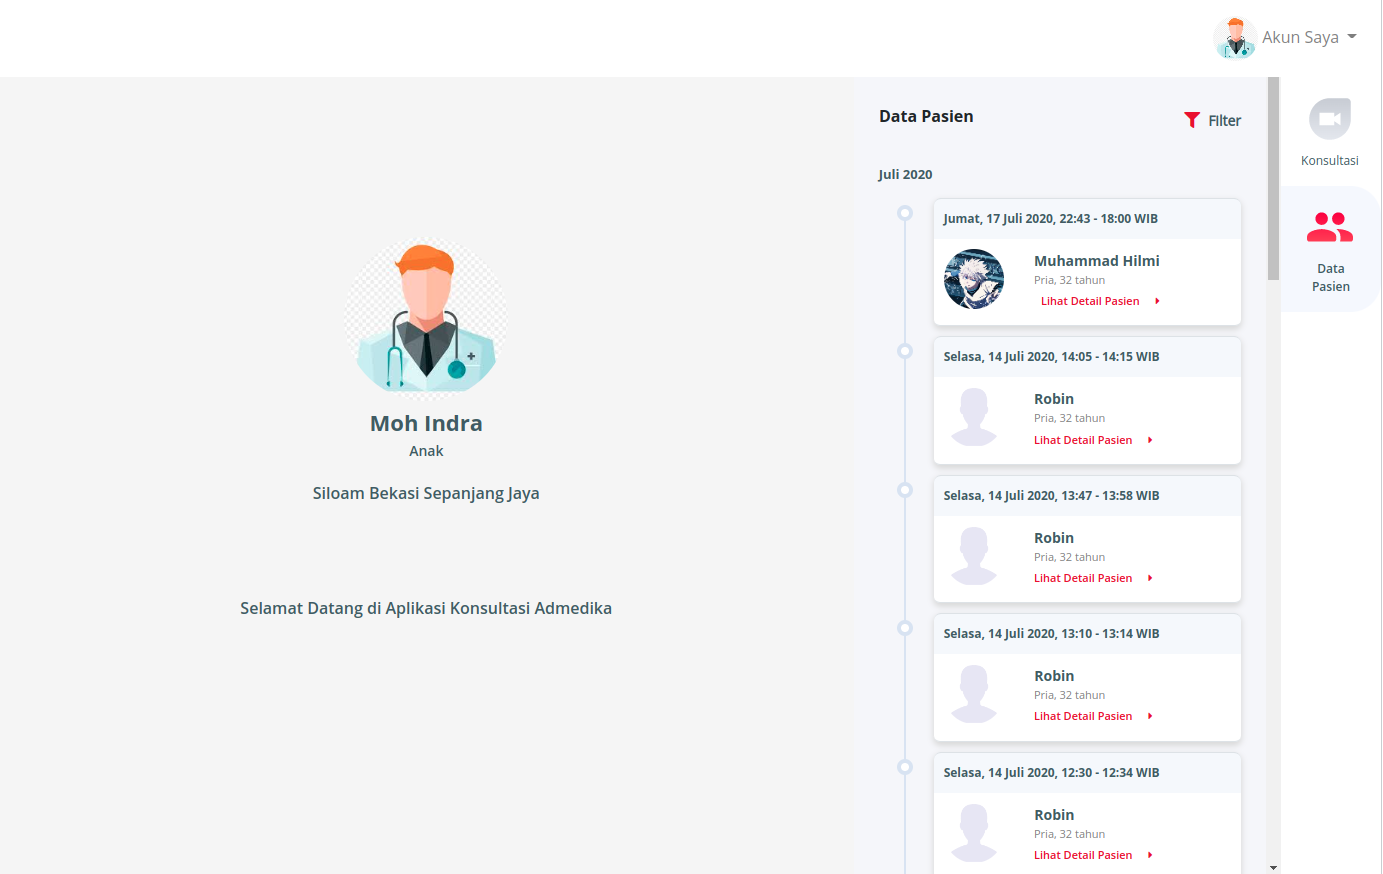 Akun Saya
Data Pasien
FIlter
Juli 2020
Jumat, 17 Juli 2020, 22:43 - 18:00 WIB
Muhammad Hilmi
Pria, 32 tahun
Lihat Detail Pasien
Selasa, 14 Juli 2020, 14:05 - 14:15 WIB
Robin
Pria, 32 tahun
Lihat Detail Pasien
Selasa, 14 Juli 2020, 13:47 - 13:58 WIB
Robin
Pria, 32 tahun
Lihat Detail Pasien
Selasa, 14 Juli 2020, 13:10 - 13:14 WIB
Robin
Pria, 32 tahun
Lihat Detail Pasien
Selasa, 14 Juli 2020, 12:30 - 12:34 WIB
Robin
Pria, 32 tahun
Lihat Detail Pasien
Konsultasi
Data
Pasien
Moh Indra
Anak
Siloam Bekasi Sepanjang Jaya
Selamat Datang di Aplikasi Konsultasi Admedika